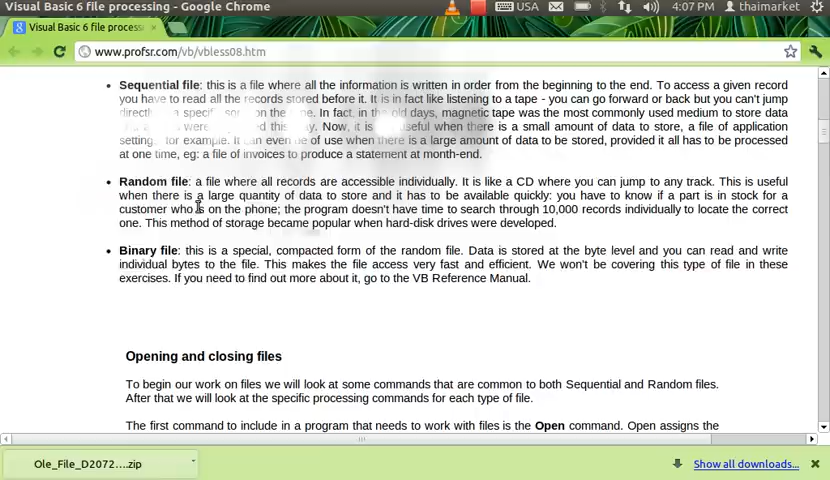 Visual Basic 6 file processing - Google Chrome
USA
4:07 PM
thaimarket
Visual Basic 6 file process
www.profsr.com/vb/vbless08.htm
• Sequential file: this is a file where all the information is written in order from the beginning to the end. To access a given record
you have to read all the records stored before it. It is in fact like listening to a tape - you can go forward or back but you can't jump
directly a specific song on the In fact, in the old days, magnetic tape was the most commonly used medium to store data
were this way. Now, it is useful when there is a small amount of data to store, a file of application
settings, for example. It can even be of use when there is a large amount of data to be stored, provided it all has to be processed
at one time, eg: a file of invoices to produce a statement at month-end.
• Random file: a file where all records are accessible individually. It is like a CD where you can jump to any track. This is useful
when there is a large quantity of data to store and it has to be available quickly: you have to know if a part is in stock for a
customer who is on the phone; the program doesn't have time to search through 10,000 records individually to locate the correct
one. This method of storage became popular when hard-disk drives were developed.
• Binary file: this is a special, compacted form of the random file. Data is stored at the byte level and you can read and write
individual bytes to the file. This makes the file access very fast and efficient. We won't be covering this type of file in these
exercises. If you need to find out more about it, go to the VB Reference Manual.
Opening and closing files
To begin our work on files we will look at some commands that are common to both Sequential and Random files.
After that we will look at the specific processing commands for each type of file.
The first command to include in a program that needs to work with files is the Open command. Open assigns the
Ole_File_D2072....zip
Show all downloads...